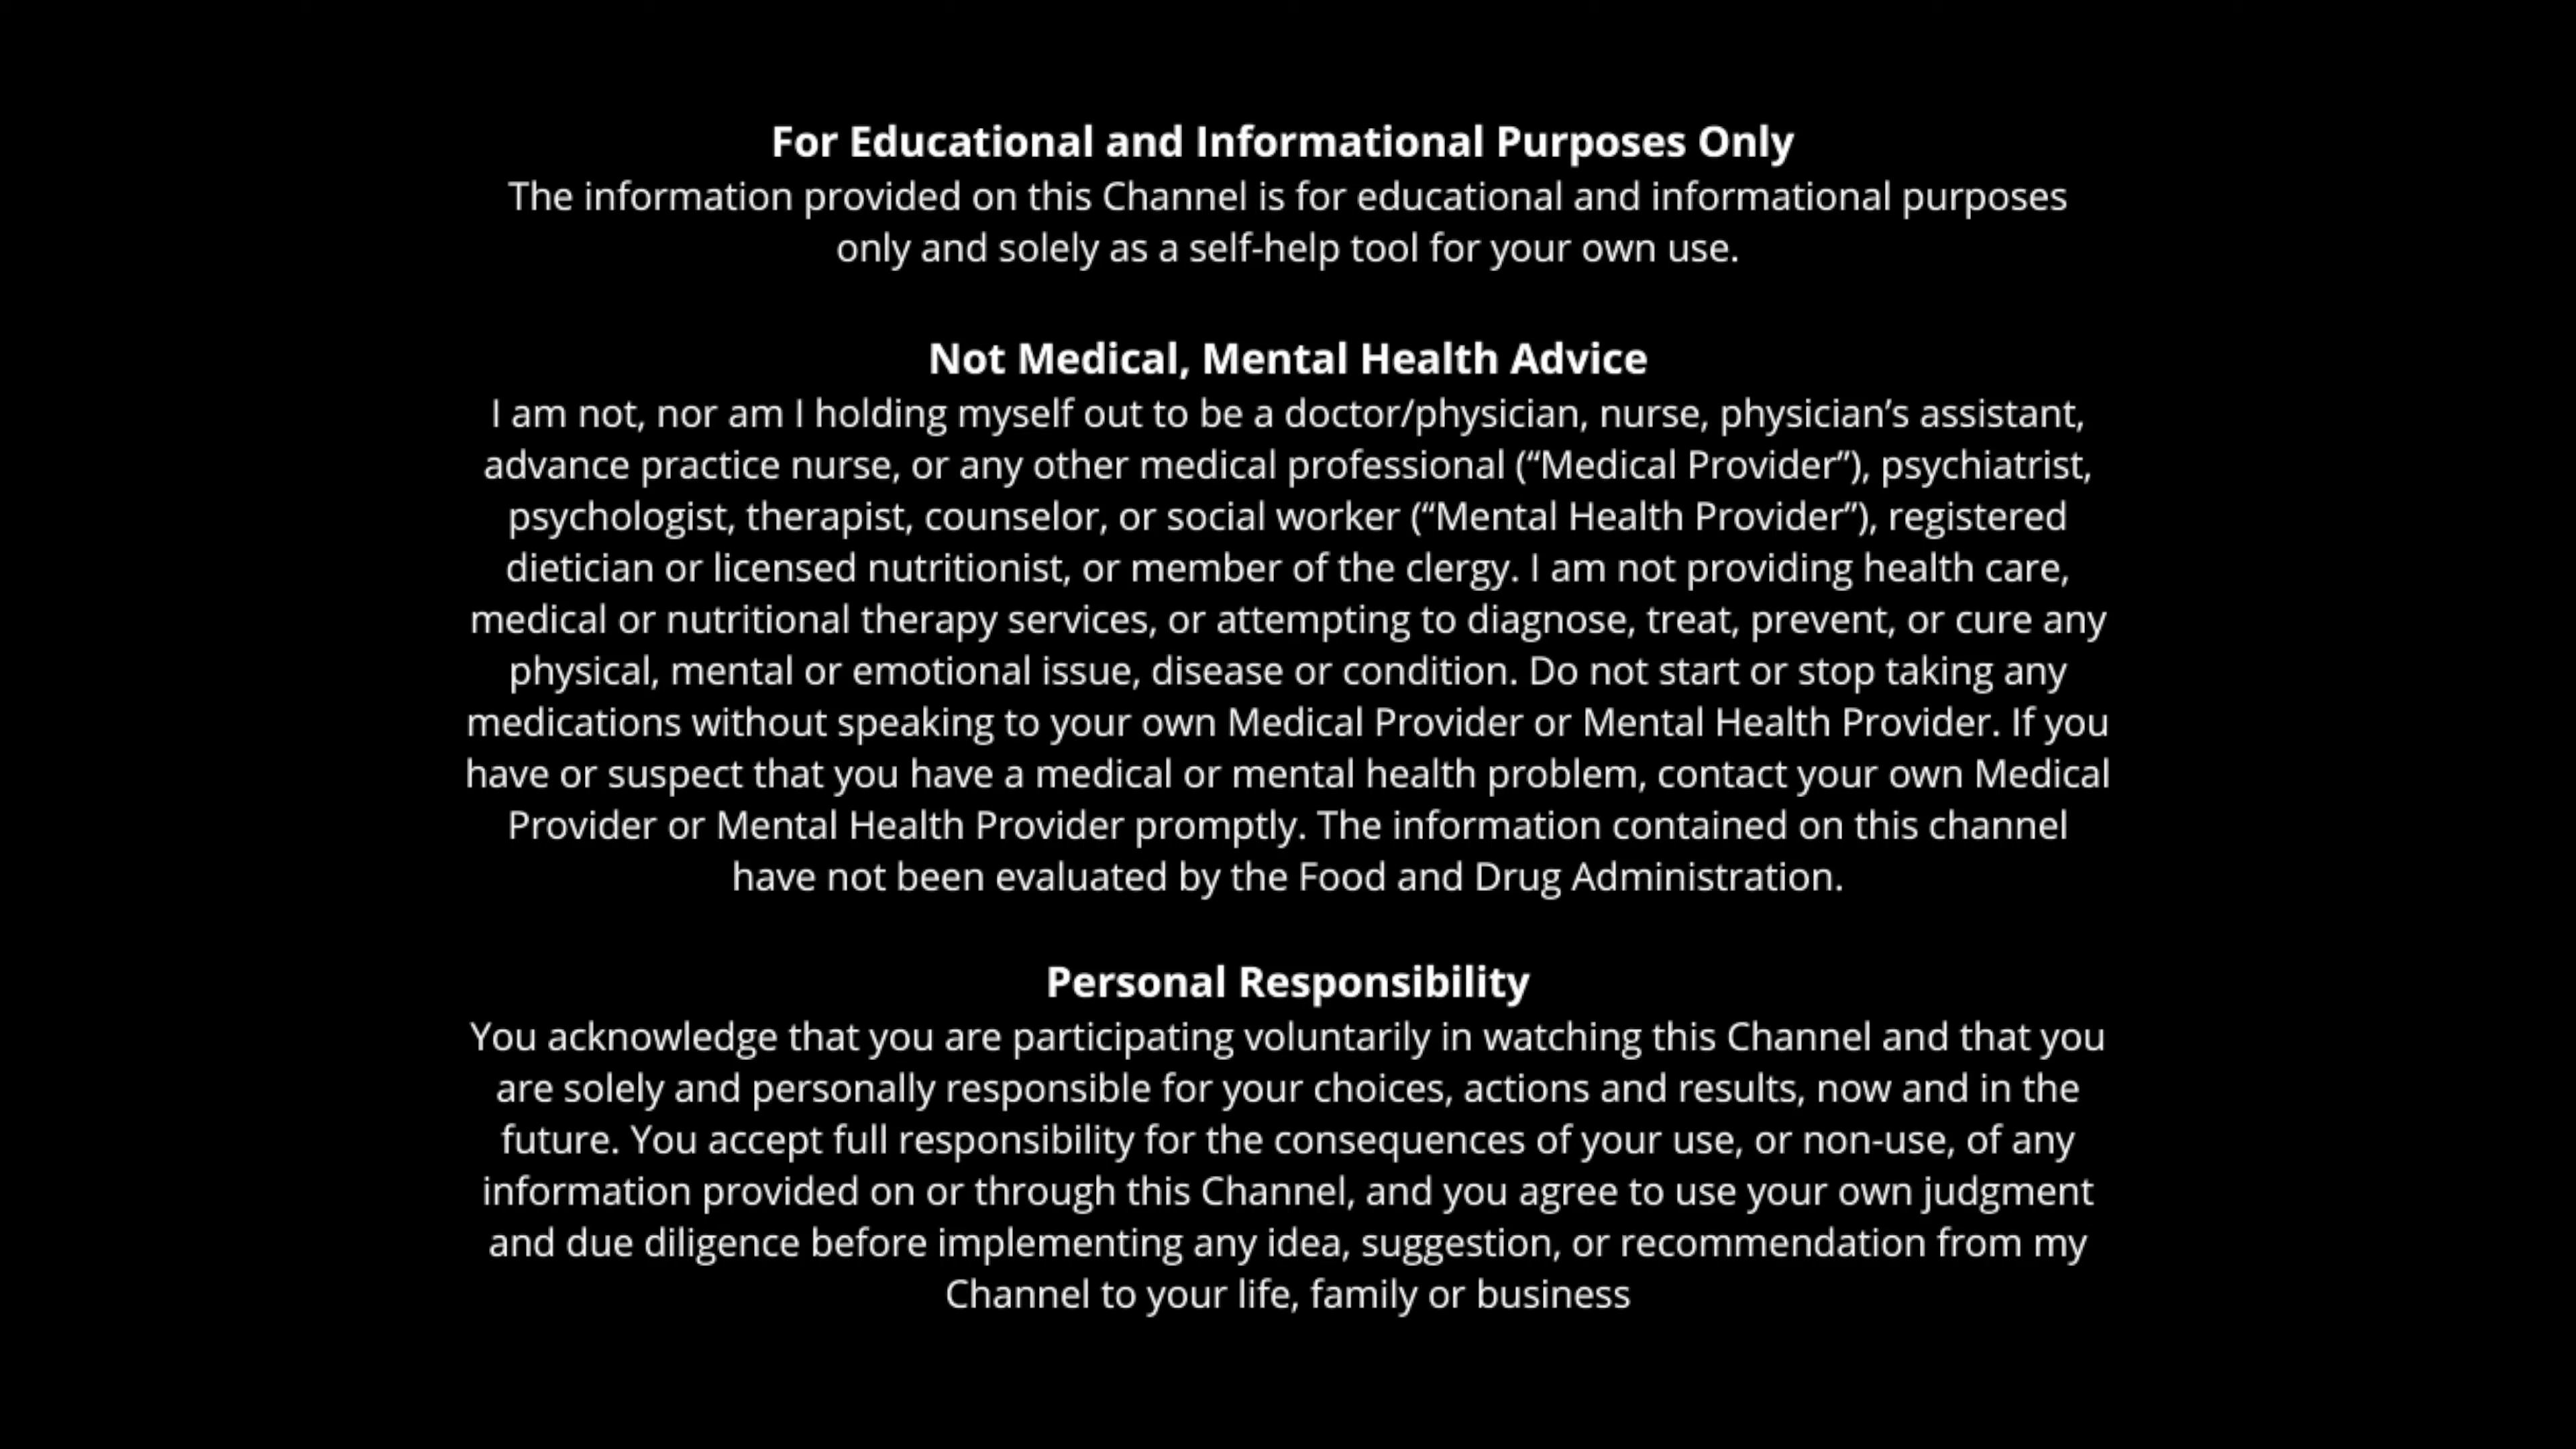 For Educational and Informational Purposes Only
The information provided on this Channel is for educational and informational purposes
only and solely as a self-help tool for your own use.
Not Medical, Mental Health Advice
I am not, nor am I holding myself out to be a doctor/physician, nurse, physician’s assistant,
advance practice nurse, or any other medical professional (“Medical Provider”), psychiatrist,
psychologist, therapist, counselor, or social worker (“Mental Health Provider”), registered
dietician or licensed nutritionist, or member of the clergy. I am not providing health care,
medical or nutritional therapy services, or attempting to diagnose, treat, prevent, or cure any
physical, mental or emotional issue, disease or condition. Do not start or stop taking any
medications without speaking to your own Medical Provider or Mental Health Provider. If you
have or suspect that you have a medical or mental health problem, contact your own Medical
Provider or Mental Health Provider promptly. The information contained on this channel
have not been evaluated by the Food and Drug Administration.
Personal Responsibility
You acknowledge that you are participating voluntarily in watching this Channel and that you
are solely and personally responsible for your choices, actions and results, now and in the
future. You accept full responsibility for the consequences of your use, or non-use, of any
information provided on or through this Channel, and you agree to use your own judgment
and due diligence before implementing any idea, suggestion, or recommendation from my
Channel to your life, family or business